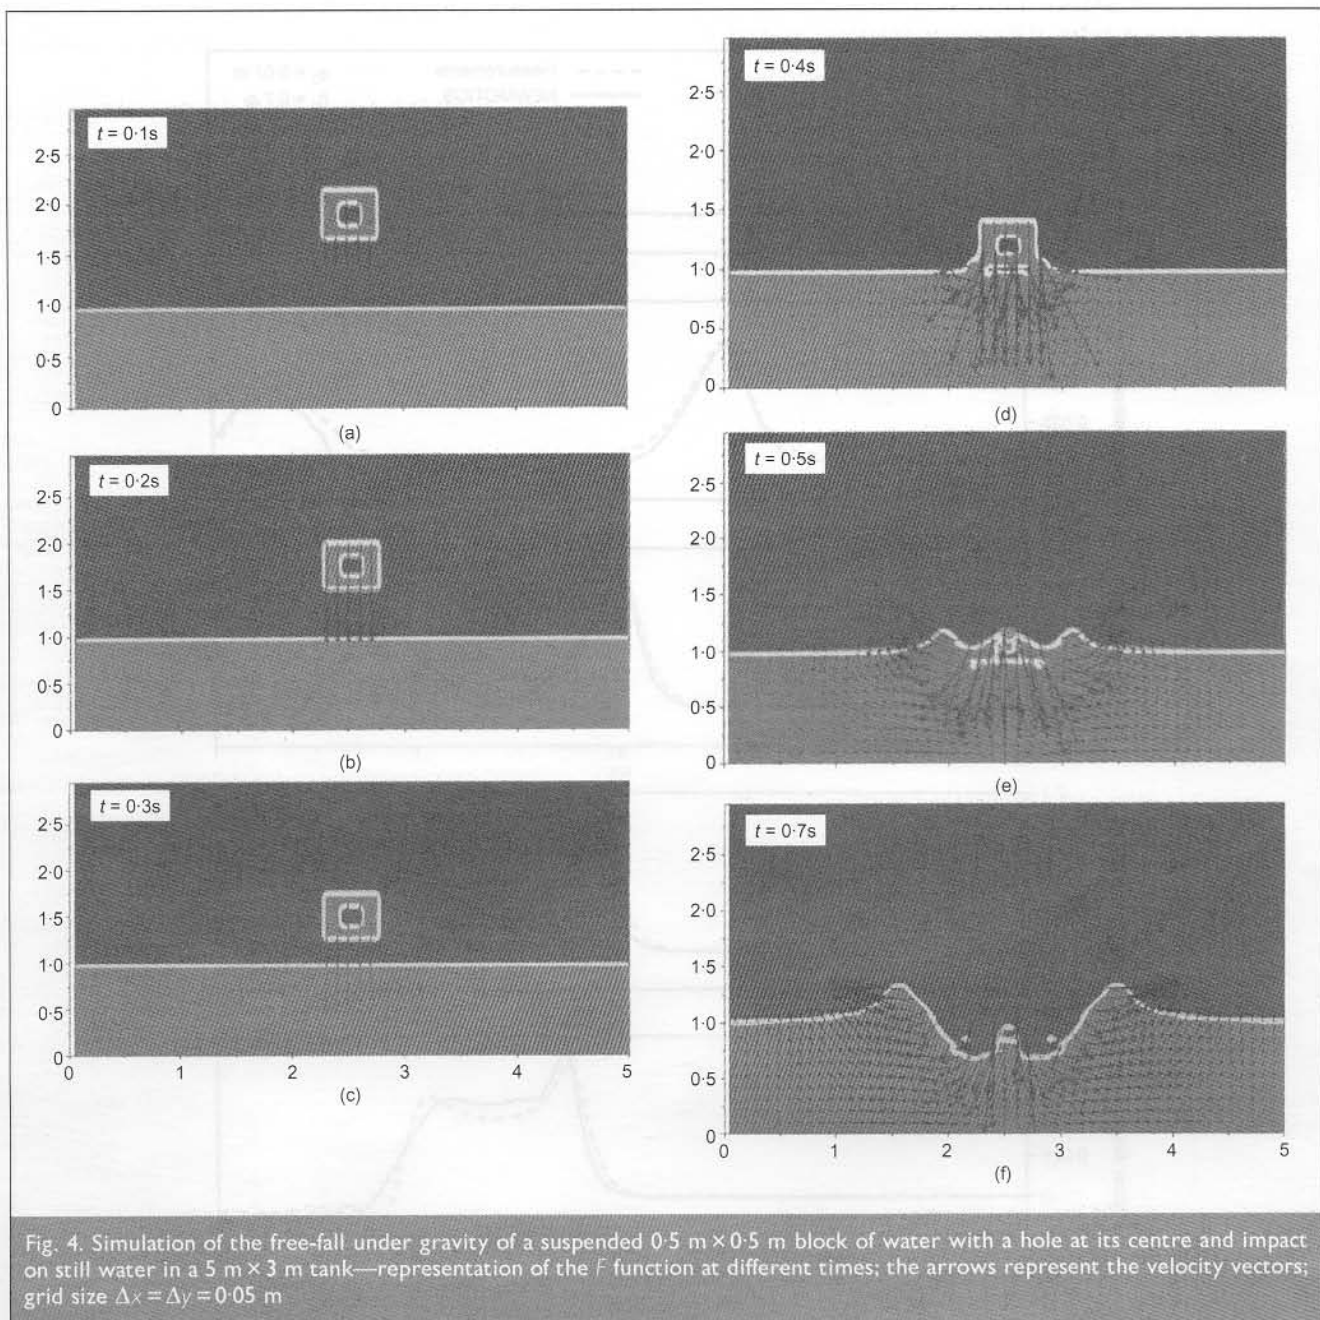 t = 0·1s
2·5
2·0
1·5
1·0
0·5
0
(a)
t = 0·2s
2·5
2·0
1·5
1·0
0·5
0
(b)
t = 0·3s
2·5
2·0
1·5
1·0
0·5
0
0 1 2 3 4 5
(c)
t = 0·4s
2·5
2·0
1·5
1·0
0·5
0
(d)
t = 0·5s
2·5
2·0
1·5
1·0
0·5
0
(e)
t = 0·7s
2·5
2·0
1·5
1·0
0·5
0
0 1 2 3 4 5
(f)
Fig. 4. Simulation of the free-fall under gravity of a suspended 0·5 m × 0·5 m block of water with a hole at its centre and impact
on still water in a 5 m × 3 m tank—representation of the F function at different times; the arrows represent the velocity vectors;
grid size Δx = Δy = 0·05 m